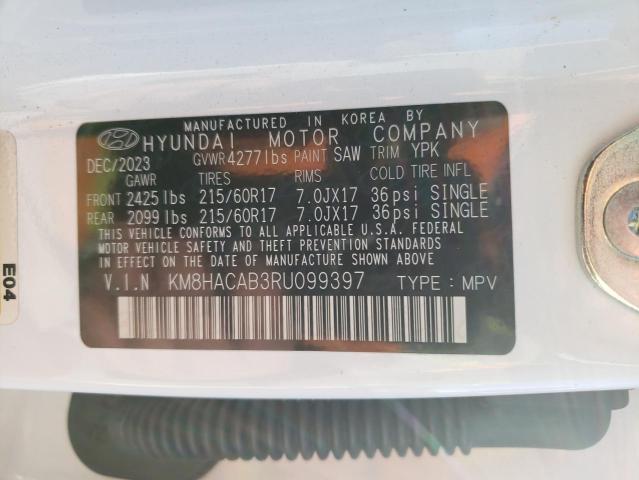 MANUFACTURED IN KOREA BY
HYUNDAI MOTOR COMPANY
DEC/2023 GVWR 4277lbs PAINT SAW TRIM YPK
GAWR TIRES RIMS COLD TIRE INFL
FRONT 2425 lbs 215/60R17 7.0JX17 36psi SINGLE
REAR 2099 lbs 215/60R17 7.0JX17 36psi SINGLE
THIS VEHICLE CONFORMS TO ALL APPLICABLE U.S.A. FEDERAL
MOTOR VEHICLE SAFETY AND THEFT PREVENTION STANDARDS
IN EFFECT ON THE DATE OF MANUFACTURE SHOWN ABOVE
V.I.N KM8HACAB3RU099397 TYPE : MPV
E04